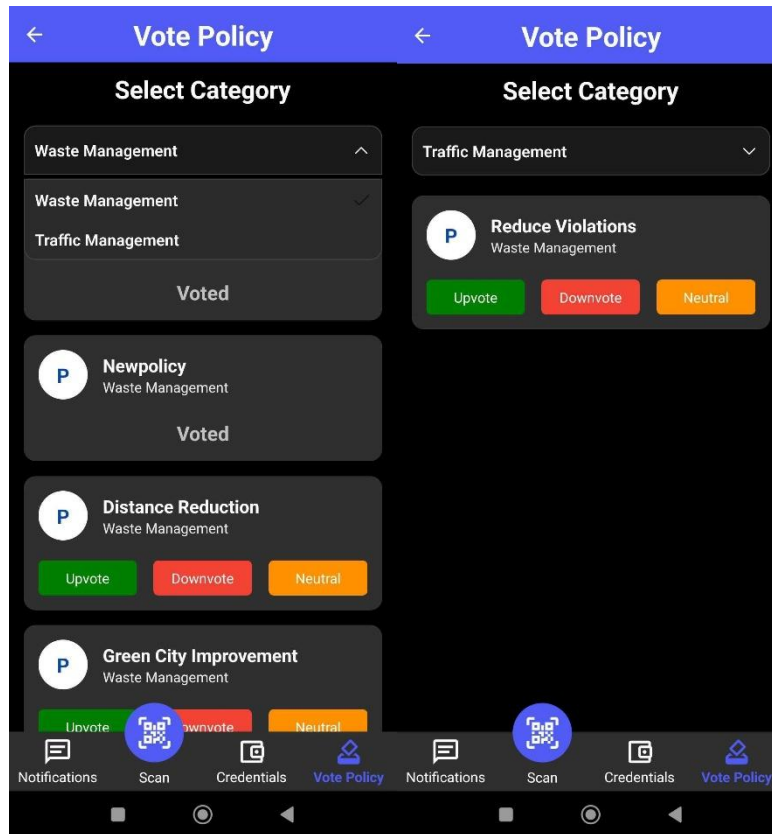 Vote Policy
Select Category
Waste Management
Waste Management
Traffic Management
Voted
P
Newpolicy
Waste Management
Voted
P
Distance Reduction
Waste Management
Upvote Downvote Neutral
P
Green City Improvement
Waste Management
Upvote Downvote Neutral
Notifications Scan Credentials Vote Policy
Vote Policy
Select Category
Traffic Management
P
Reduce Violations
Waste Management
Upvote Downvote Neutral
Notifications Scan Credentials Vote Policy